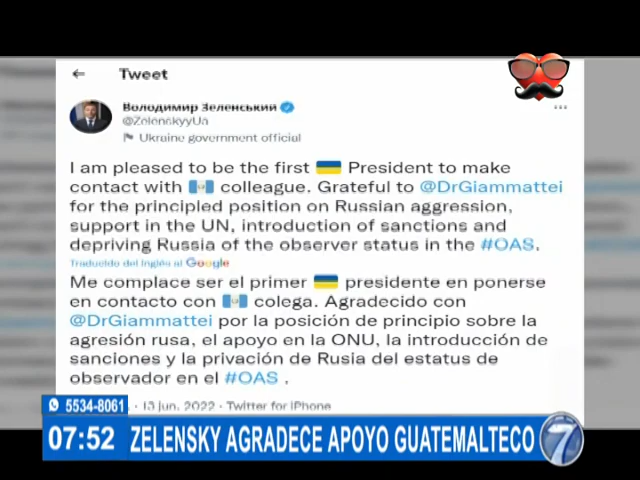 Tweet
Володимир Зеленський
@ZelenskyyUa
Ukraine government official
I am pleased to be the first 🇺🇦 President to make
contact with 🇬🇹 colleague. Grateful to @DrGiammattei
for the principled position on Russian aggression,
support in the UN, introduction of sanctions and
depriving Russia of the observer status in the #OAS.
Traducido del inglés al Google
Me complace ser el primer 🇺🇦 presidente en ponerse
en contacto con 🇬🇹 colega. Agradecido con
@DrGiammattei por la posición de principio sobre la
agresión rusa, el apoyo en la ONU, la introducción de
sanciones y la privación de Rusia del estatus de
observador en el #OAS .
· 13 jun. 2022 · Twitter for iPhone
5534-8061
07:52 ZELENSKY AGRADECE APOYO GUATEMALTECO 7